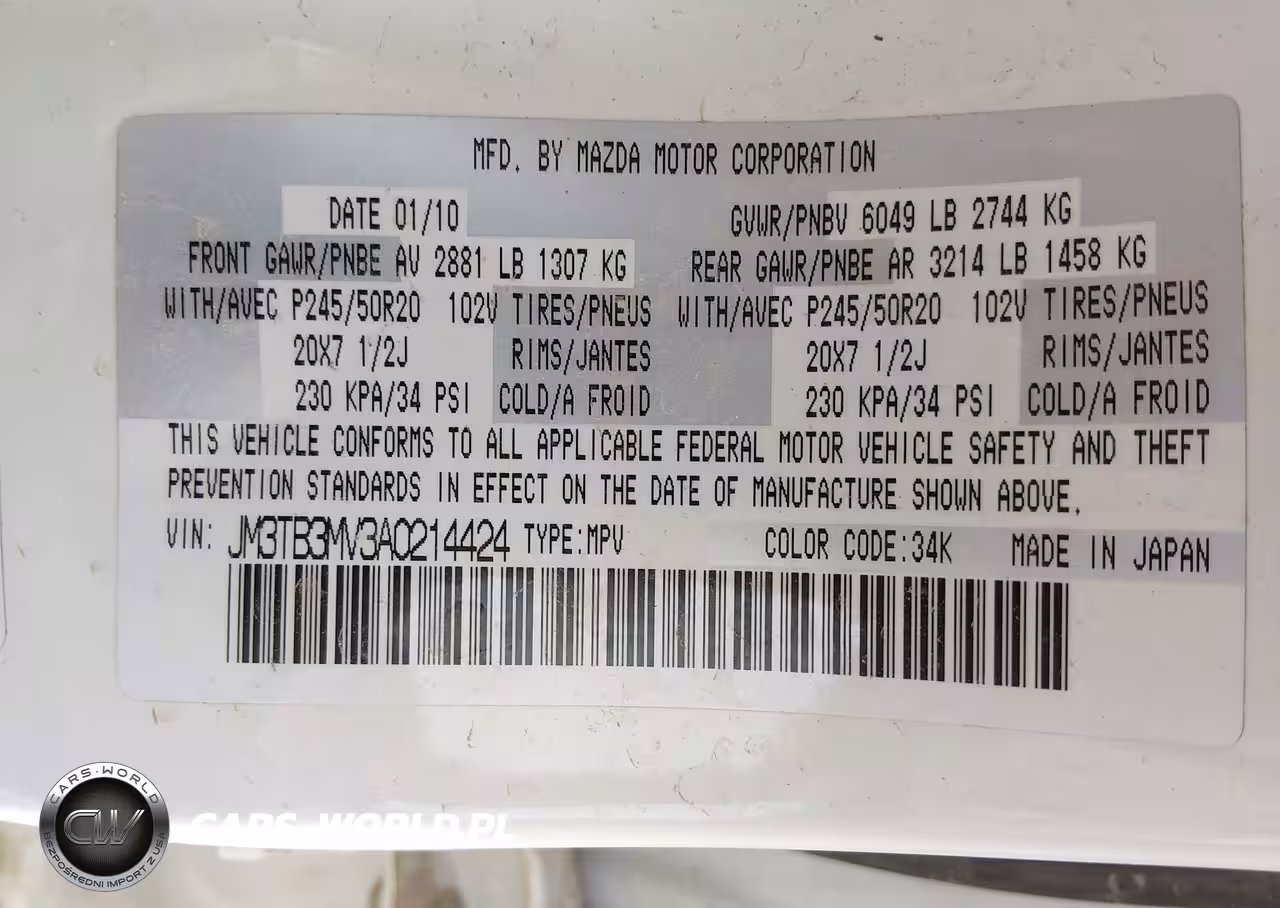 MFD. BY MAZDA MOTOR CORPORATION
DATE 01/10 GVWR/PNBV 6049 LB 2744 KG
FRONT GAWR/PNBE AV 2881 LB 1307 KG REAR GAWR/PNBE AR 3214 LB 1458 KG
WITH/AVEC P245/50R20 102V TIRES/PNEUS WITH/AVEC P245/50R20 102V TIRES/PNEUS
20X7 1/2J RIMS/JANTES 20X7 1/2J RIMS/JANTES
230 KPA/34 PSI COLD/A FROID 230 KPA/34 PSI COLD/A FROID
THIS VEHICLE CONFORMS TO ALL APPLICABLE FEDERAL MOTOR VEHICLE SAFETY AND THEFT
PREVENTION STANDARDS IN EFFECT ON THE DATE OF MANUFACTURE SHOWN ABOVE.
VIN: JM3TB3MV3A0214424 TYPE:MPV COLOR CODE:34K MADE IN JAPAN
CARS-WORLD
CW
BEZPOŚREDNI IMPORT Z USA
CARS-WORLD.PL